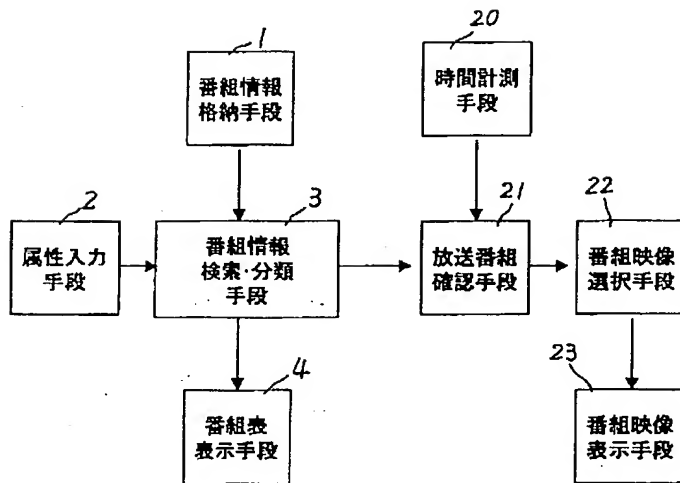 1
番組情報
格納手段
20
時間計測
手段
2
属性入力
手段
3
番組情報
検索・分類
手段
21
放送番組
確認手段
22
番組映像
選択手段
4
番組表
表示手段
23
番組映像
表示手段